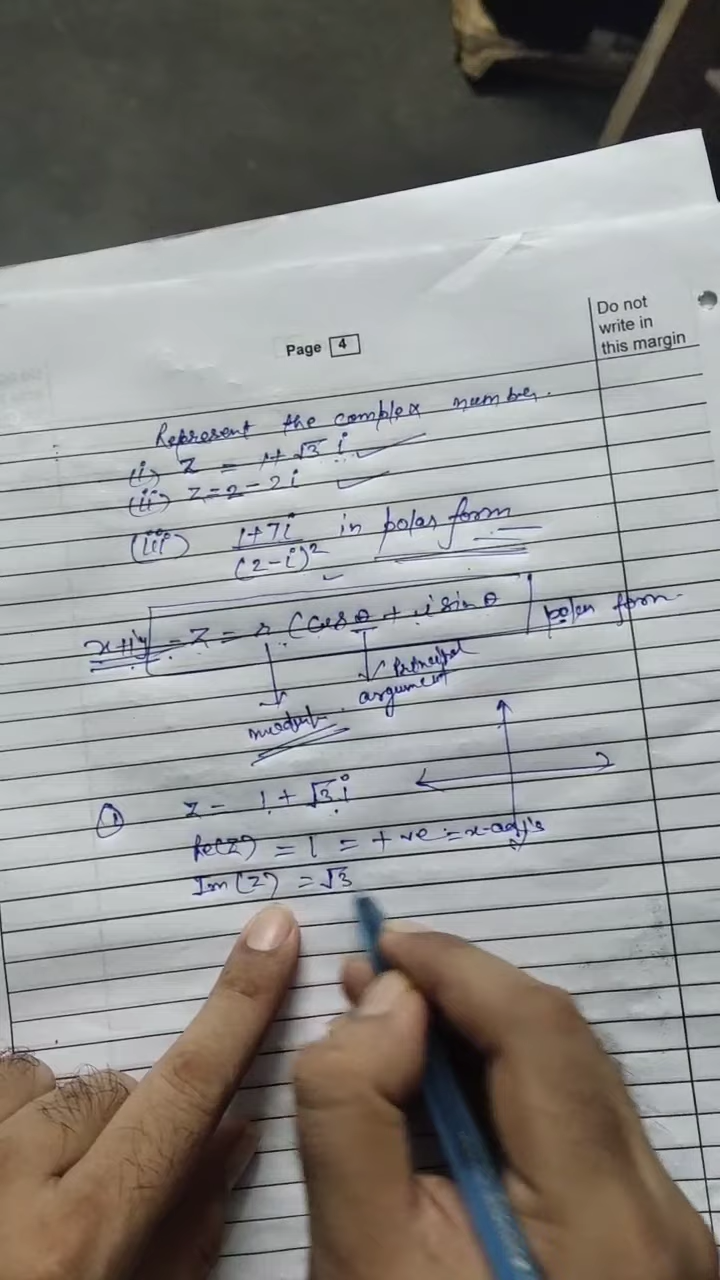 Do not
write in
this margin
Page 4
Represent the complex number.
(i) z = 1+√3 i
(ii) z = 2 - 2i
(iii) 1+7i / (2-i)² in polar form
x+iy = z = r (cos θ + i sin θ) polar form.
Principal
argument
① z = 1 + √3 i
Re(z) = 1 = +ve = x-
Im(z) = √3